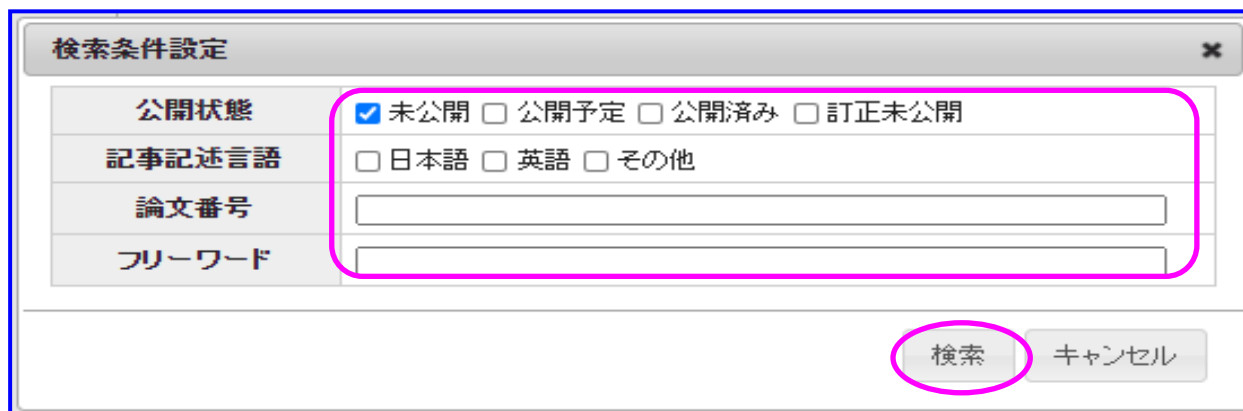 検索条件設定
公開状態 未公開 公開予定 公開済み 訂正未公開
記事記述言語 日本語 英語 その他
論文番号
フリーワード
検索 キャンセル